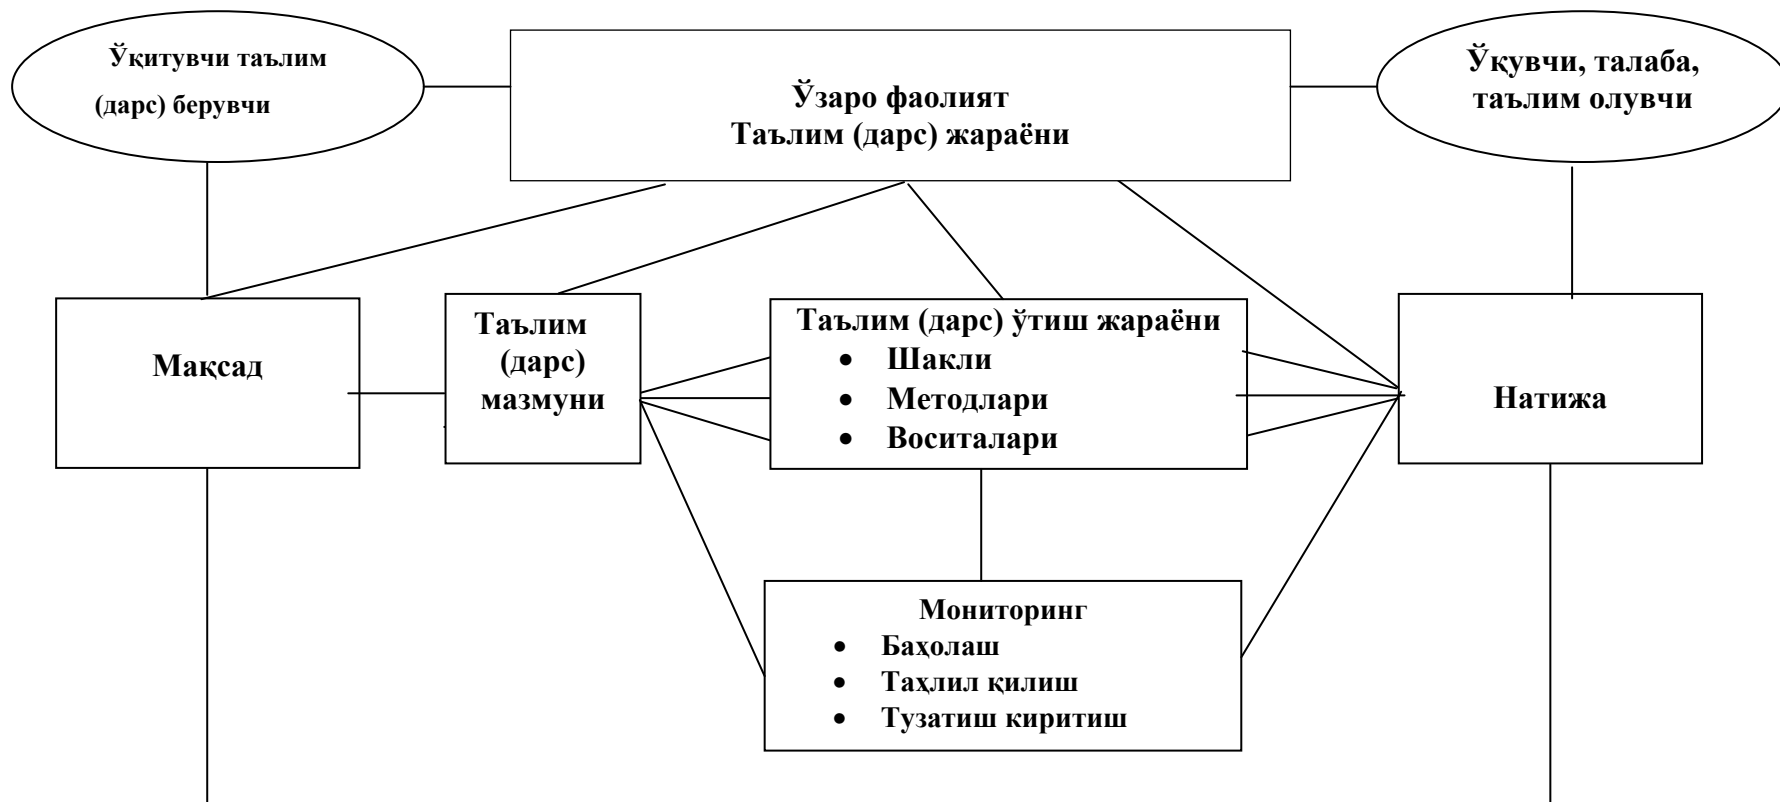 Ўқитувчи таълим
(дарс) берувчи
Ўзаро фаолият
Таълим (дарс) жараёни
Ўқувчи, талаба,
таълим олувчи
Мақсад
Таълим
(дарс)
мазмуни
Таълим (дарс) ўтиш жараёни
• Шакли
• Методлари
• Воситалари
Натижа
Мониторинг
• Баҳолаш
• Таҳлил қилиш
• Тузатиш киритиш